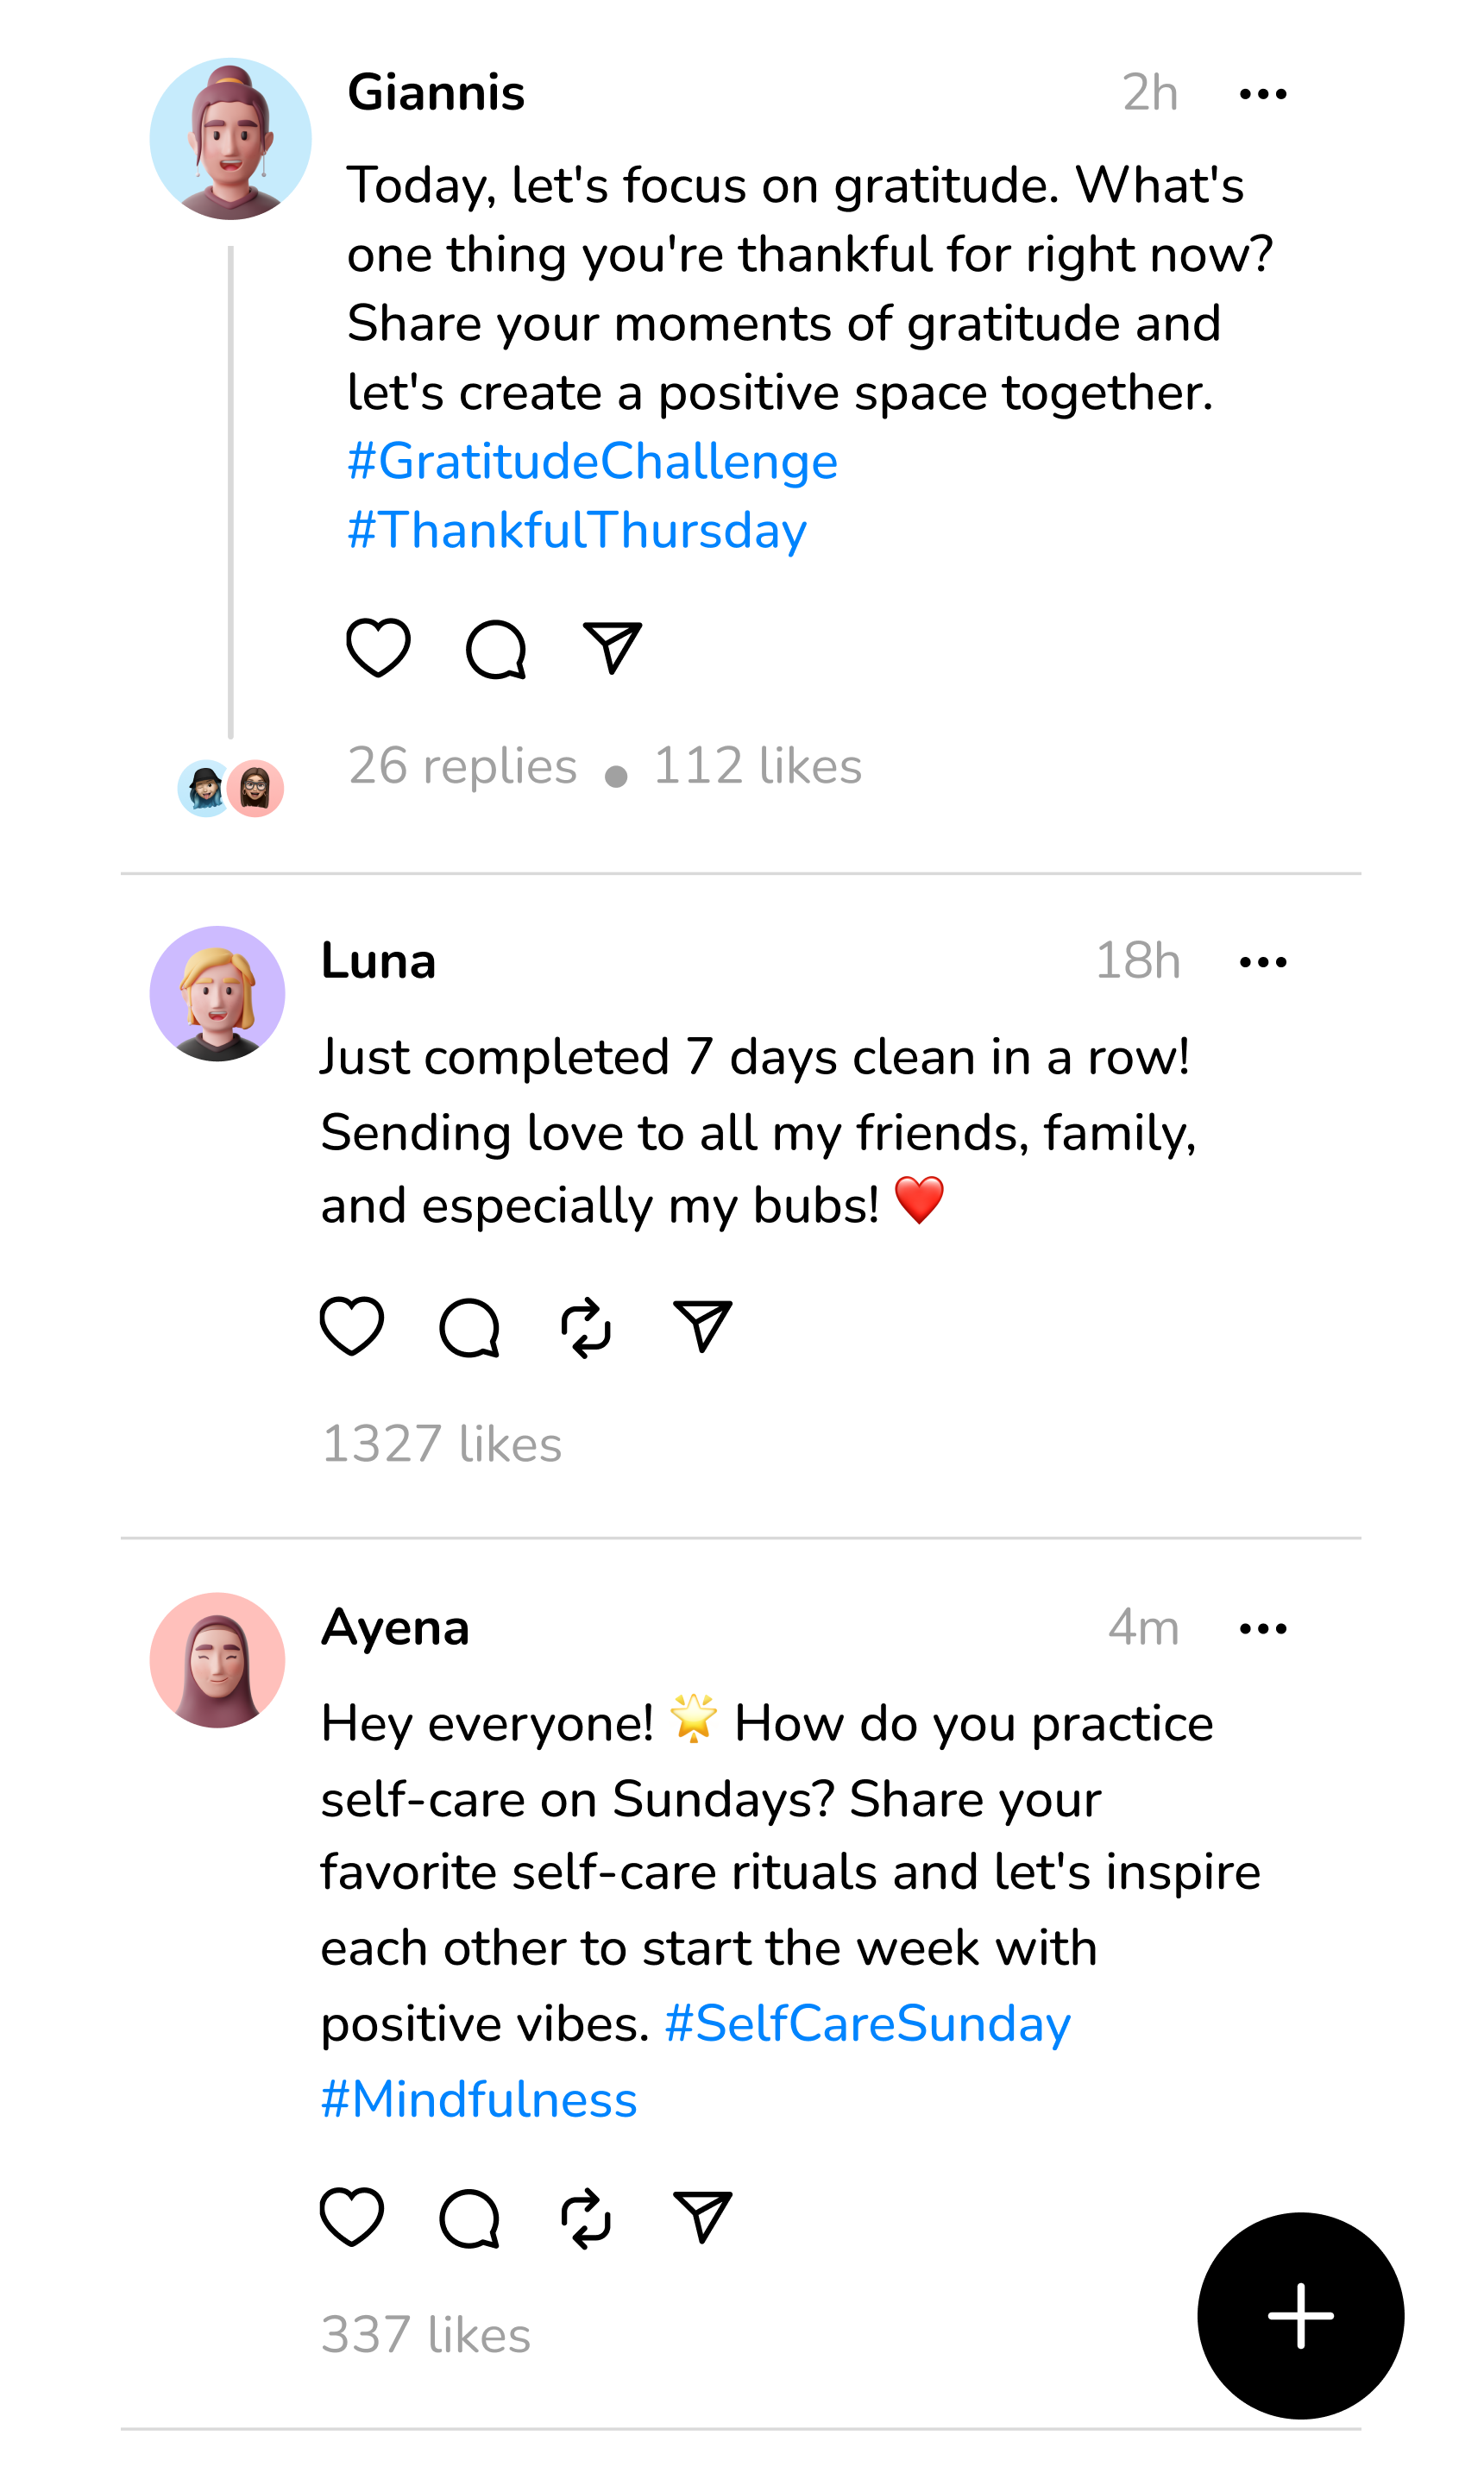 Giannis 2h
Today, let's focus on gratitude. What's
one thing you're thankful for right now?
Share your moments of gratitude and
let's create a positive space together.
#GratitudeChallenge
#ThankfulThursday
26 replies • 112 likes
Luna 18h
Just completed 7 days clean in a row!
Sending love to all my friends, family,
and especially my bubs! ❤️
1327 likes
Ayena 4m
Hey everyone! 🌟 How do you practice
self-care on Sundays? Share your
favorite self-care rituals and let's inspire
each other to start the week with
positive vibes. #SelfCareSunday
#Mindfulness
337 likes